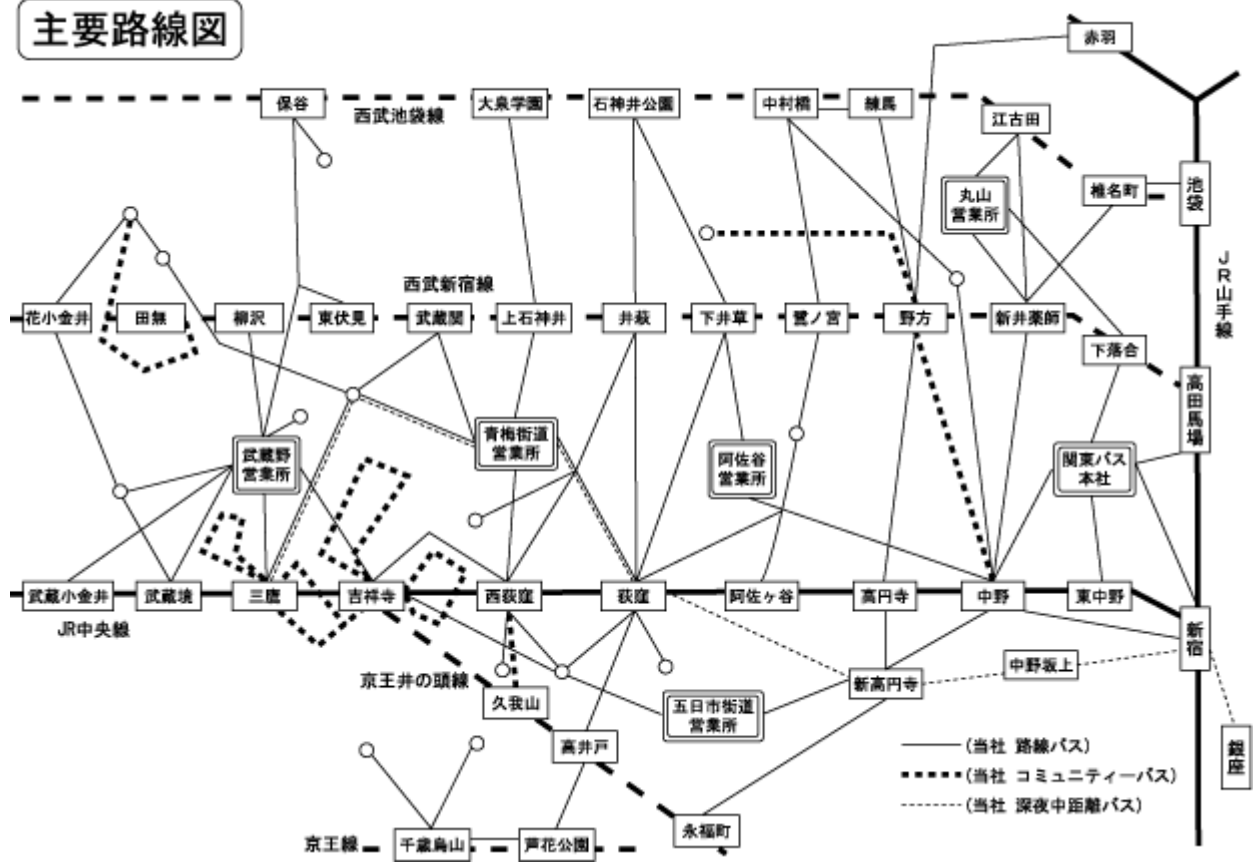 主要路線図
赤羽
保谷
大泉学園
石神井公園
中村橋
練馬
江古田
西武池袋線
椎名町
池袋
丸山
営業所
JR山手線
西武新宿線
花小金井
田無
柳沢
東伏見
武蔵関
上石神井
井荻
下井草
鷺ノ宮
野方
新井薬師
下落合
高田馬場
武蔵野
営業所
青梅街道
営業所
阿佐谷
営業所
関東バス
本社
武蔵小金井
武蔵境
三鷹
吉祥寺
西荻窪
荻窪
阿佐ヶ谷
高円寺
中野
東中野
新宿
JR中央線
京王井の頭線
久我山
五日市街道
営業所
新高円寺
中野坂上
高井戸
銀座
(当社 路線バス)
(当社 コミュニティーバス)
(当社 深夜中距離バス)
永福町
京王線
千歳烏山
芦花公園